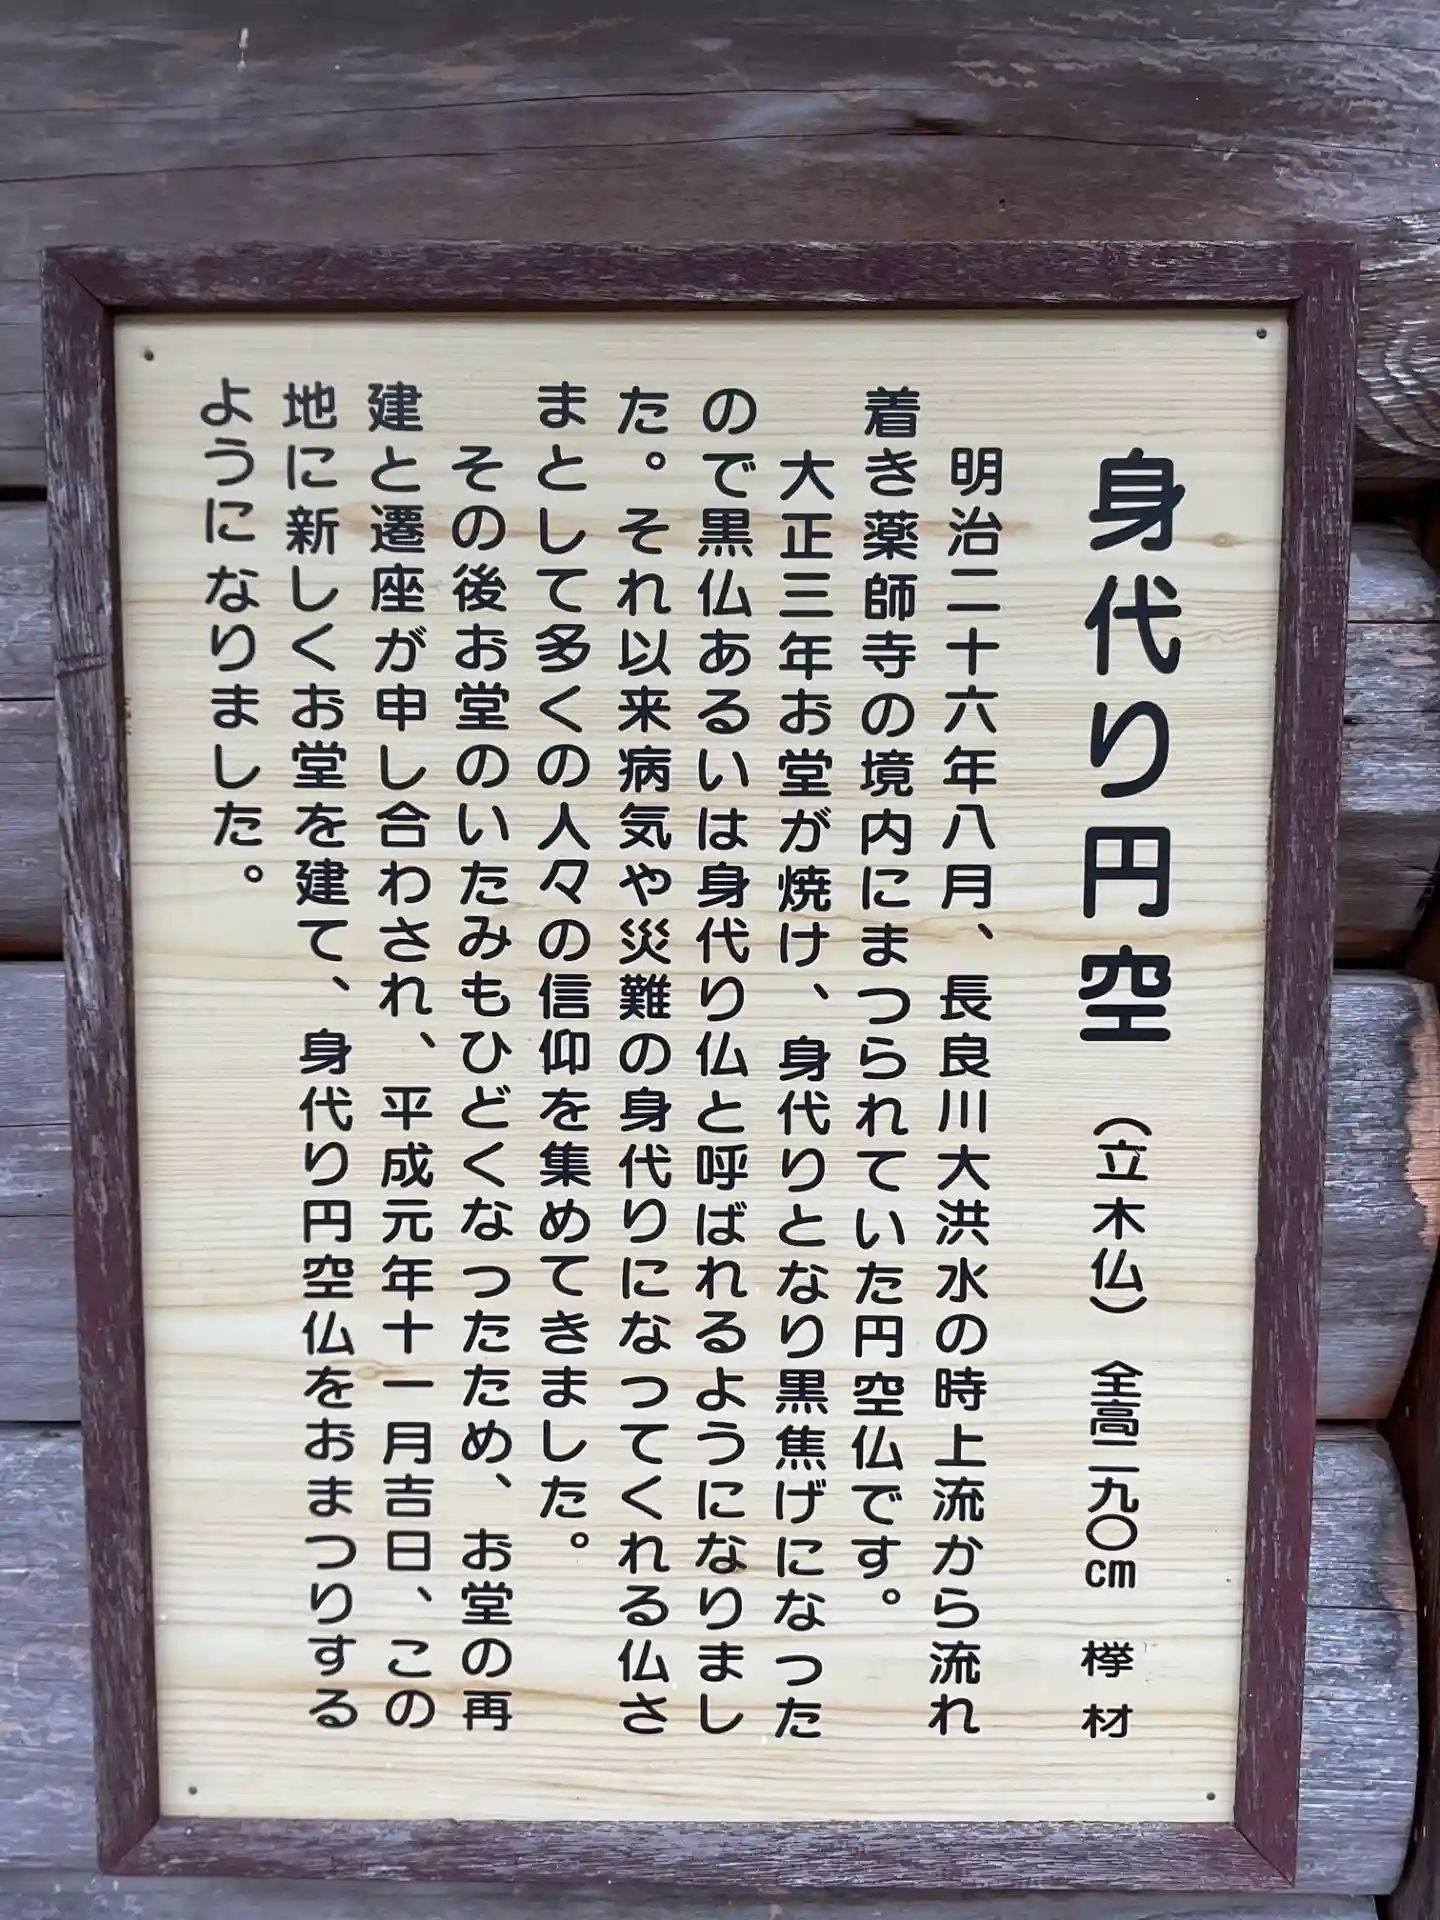 身代り円空 (立木仏) 全高二九〇cm 欅材
明治二十六年八月、長良川大洪水の時上流から流れ
着き薬師寺の境内にまつられていた円空仏です。
大正三年お堂が焼け、身代りとなり黒焦げになった
ので黒仏あるいは身代り仏と呼ばれるようになりまし
た。それ以来病気や災難の身代りになってくれる仏さ
まとして多くの人々の信仰を集めてきました。
その後お堂のいたみもひどくなったため、お堂の再
建と遷座が申し合わされ、平成元年十一月吉日、この
地に新しくお堂を建て、身代り円空仏をおまつりする
ようになりました。